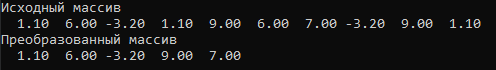 Исходный массив
1.10 6.00 -3.20 1.10 9.00 6.00 7.00 -3.20 9.00 1.10
Преобразованный массив
1.10 6.00 -3.20 9.00 7.00